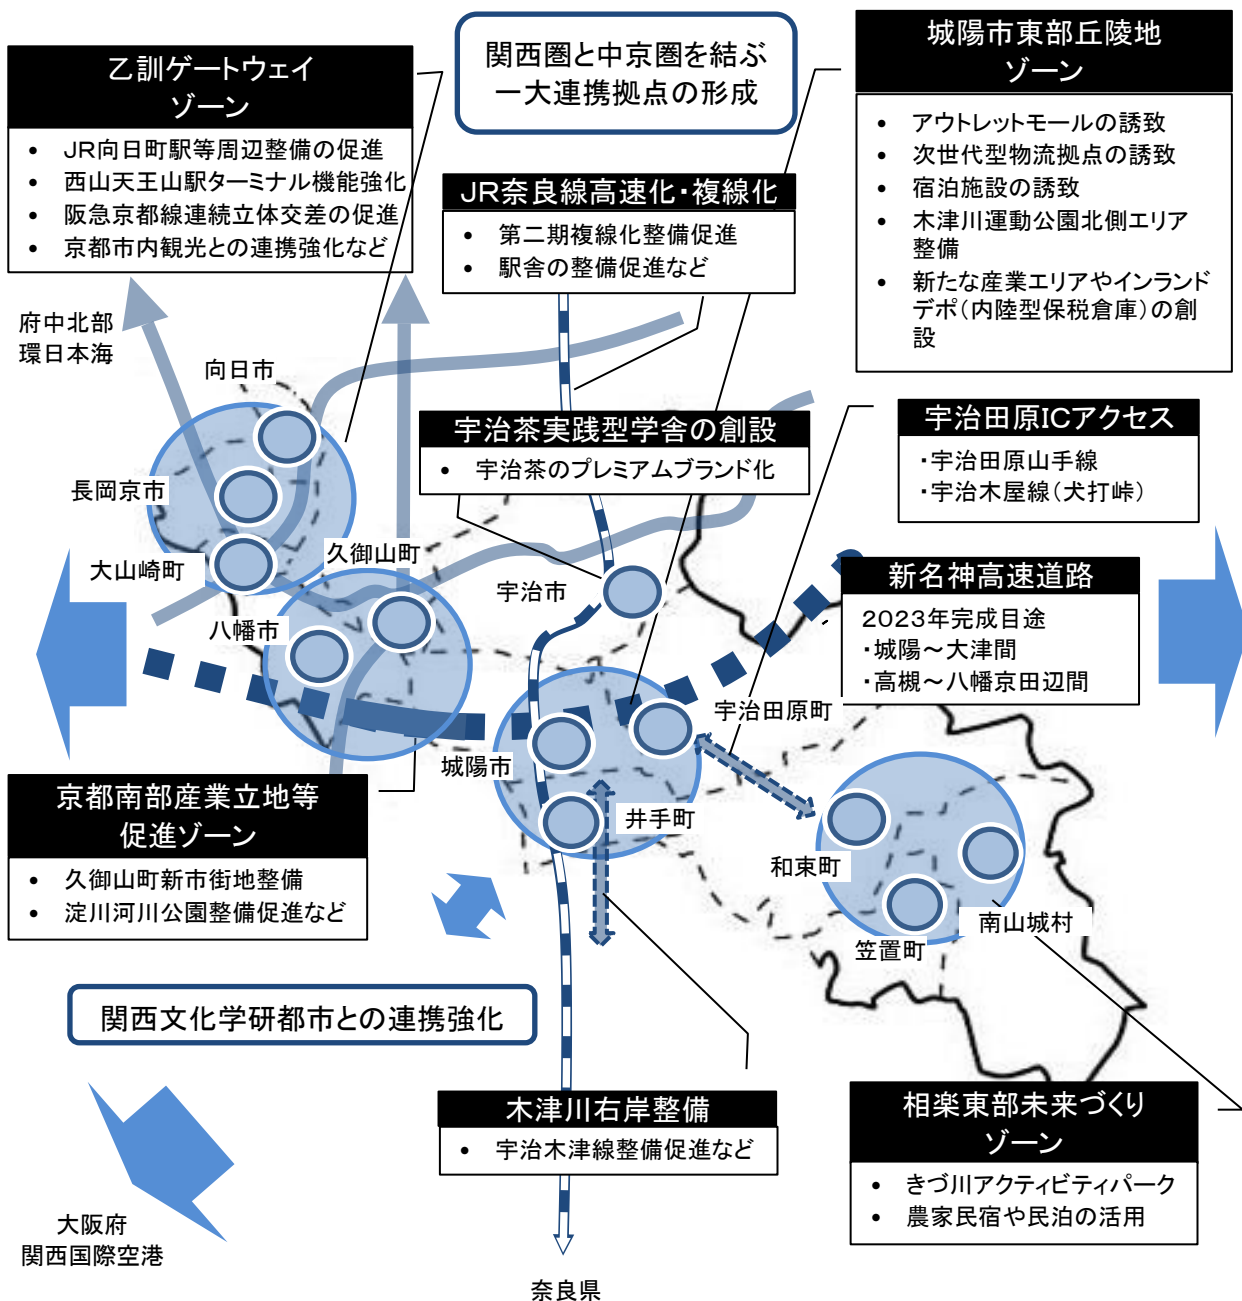 関西圏と中京圏を結ぶ
一大連携拠点の形成
乙訓ゲートウェイ
ゾーン
• JR向日町駅等周辺整備の促進
• 西山天王山駅ターミナル機能強化
• 阪急京都線連続立体交差の促進
• 京都市内観光との連携強化など
城陽市東部丘陵地
ゾーン
• アウトレットモールの誘致
• 次世代型物流拠点の誘致
• 宿泊施設の誘致
• 木津川運動公園北側エリア
整備
• 新たな産業エリアやインランド
デポ（内陸型保税倉庫）の創
設
JR奈良線高速化・複線化
• 第二期複線化整備促進
• 駅舎の整備促進など
府中北部
環日本海
向日市
宇治茶実践型学舎の創設
• 宇治茶のプレミアムブランド化
宇治田原ICアクセス
・宇治田原山手線
・宇治木屋線（犬打峠）
長岡京市
大山崎町
久御山町
八幡市
宇治市
新名神高速道路
2023年完成目途
・城陽～大津間
・高槻～八幡京田辺間
宇治田原町
城陽市
井手町
京都南部産業立地等
促進ゾーン
• 久御山町新市街地整備
• 淀川河川公園整備促進など
和束町
南山城村
笠置町
関西文化学研都市との連携強化
木津川右岸整備
• 宇治木津線整備促進など
相楽東部未来づくり
ゾーン
• きづ川アクティビティパーク
• 農家民宿や民泊の活用
大阪府
関西国際空港
奈良県